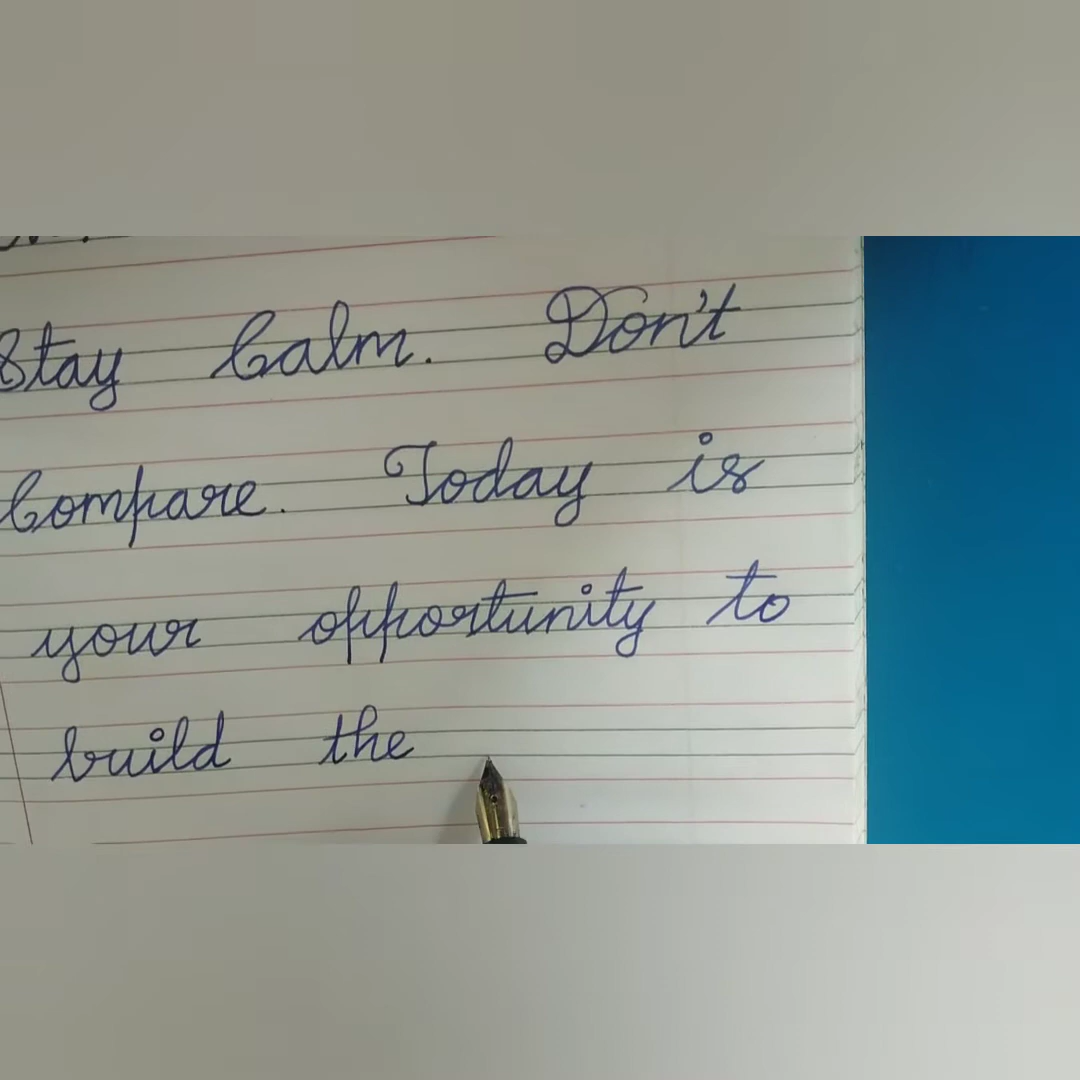 Stay Calm. Don't
Compare. Today is
your opportunity to
build the